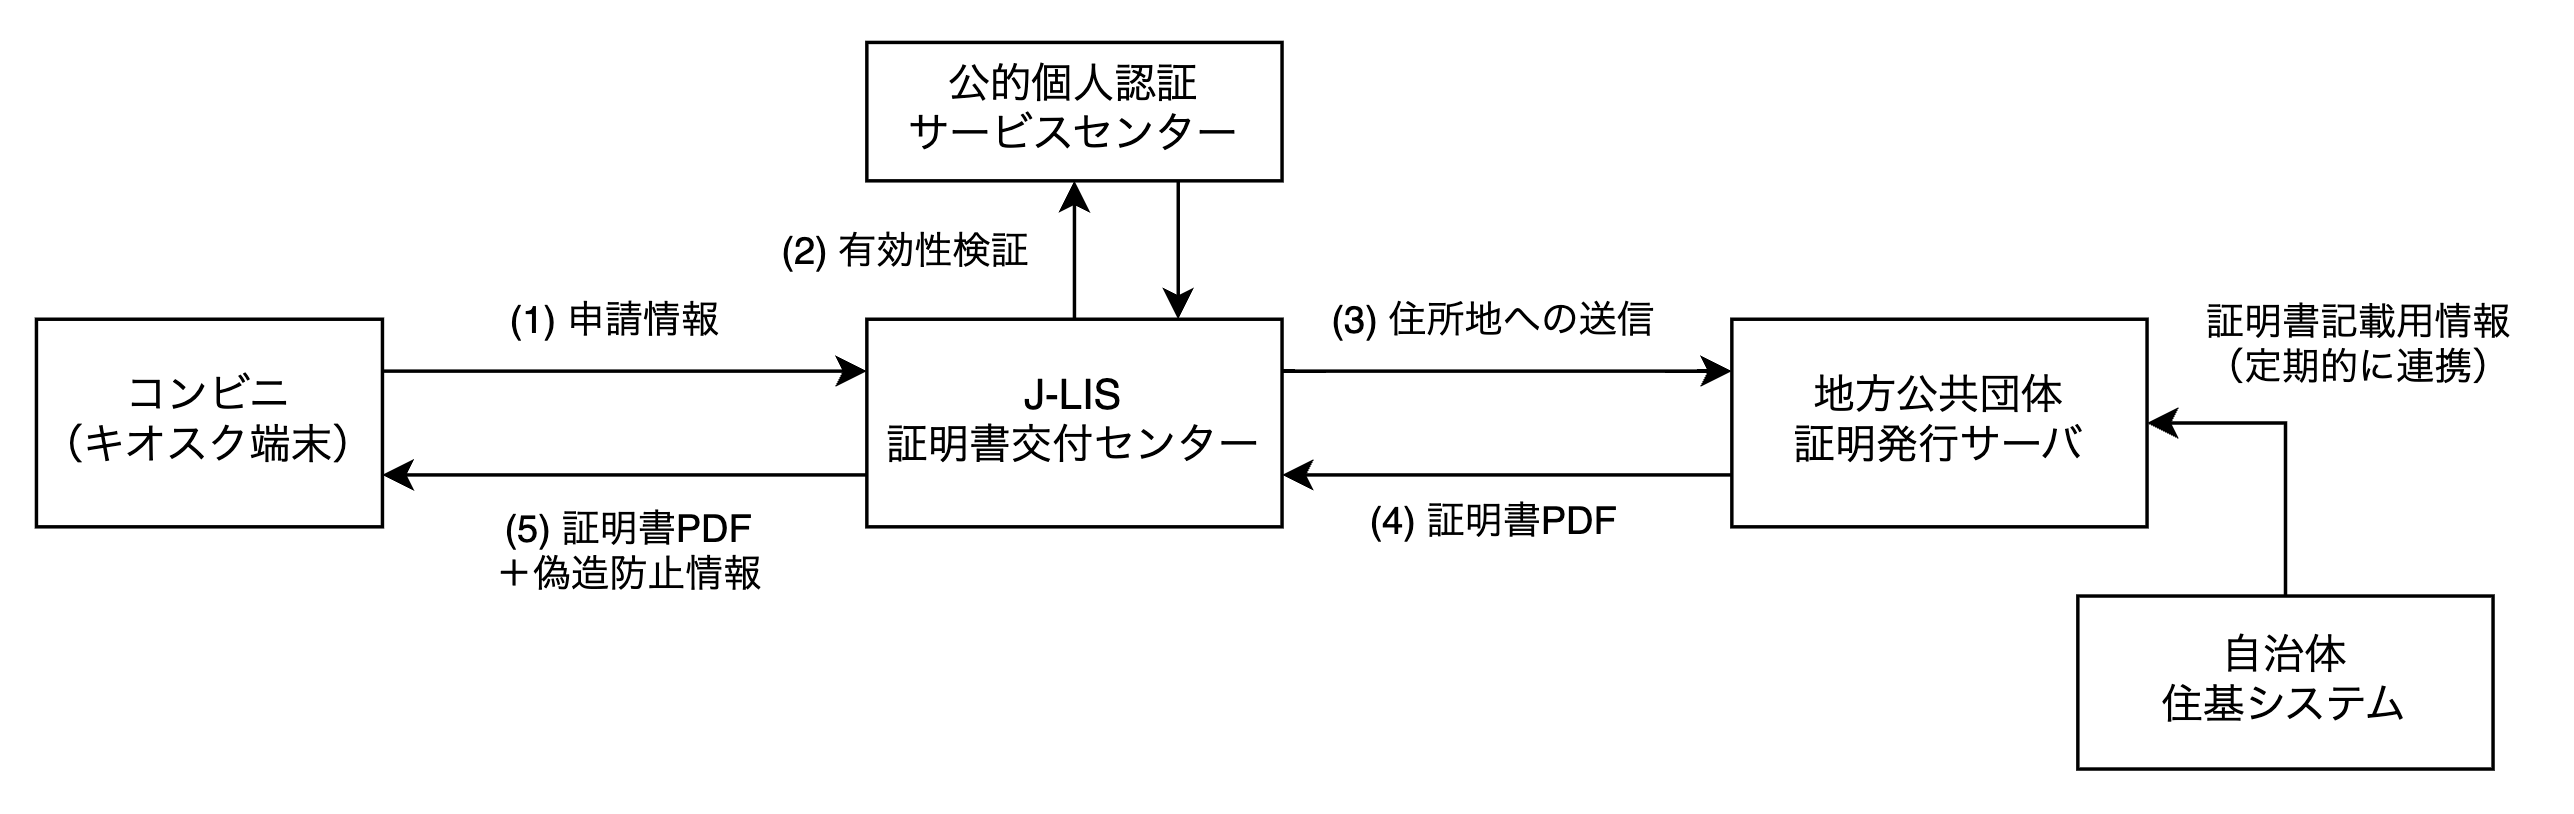 公的個人認証
サービスセンター
(2) 有効性検証
(1) 申請情報
(3) 住所地への送信
証明書記載用情報
（定期的に連携）
コンビニ
（キオスク端末）
J-LIS
証明書交付センター
地方公共団体
証明発行サーバ
(5) 証明書PDF
＋偽造防止情報
(4) 証明書PDF
自治体
住基システム